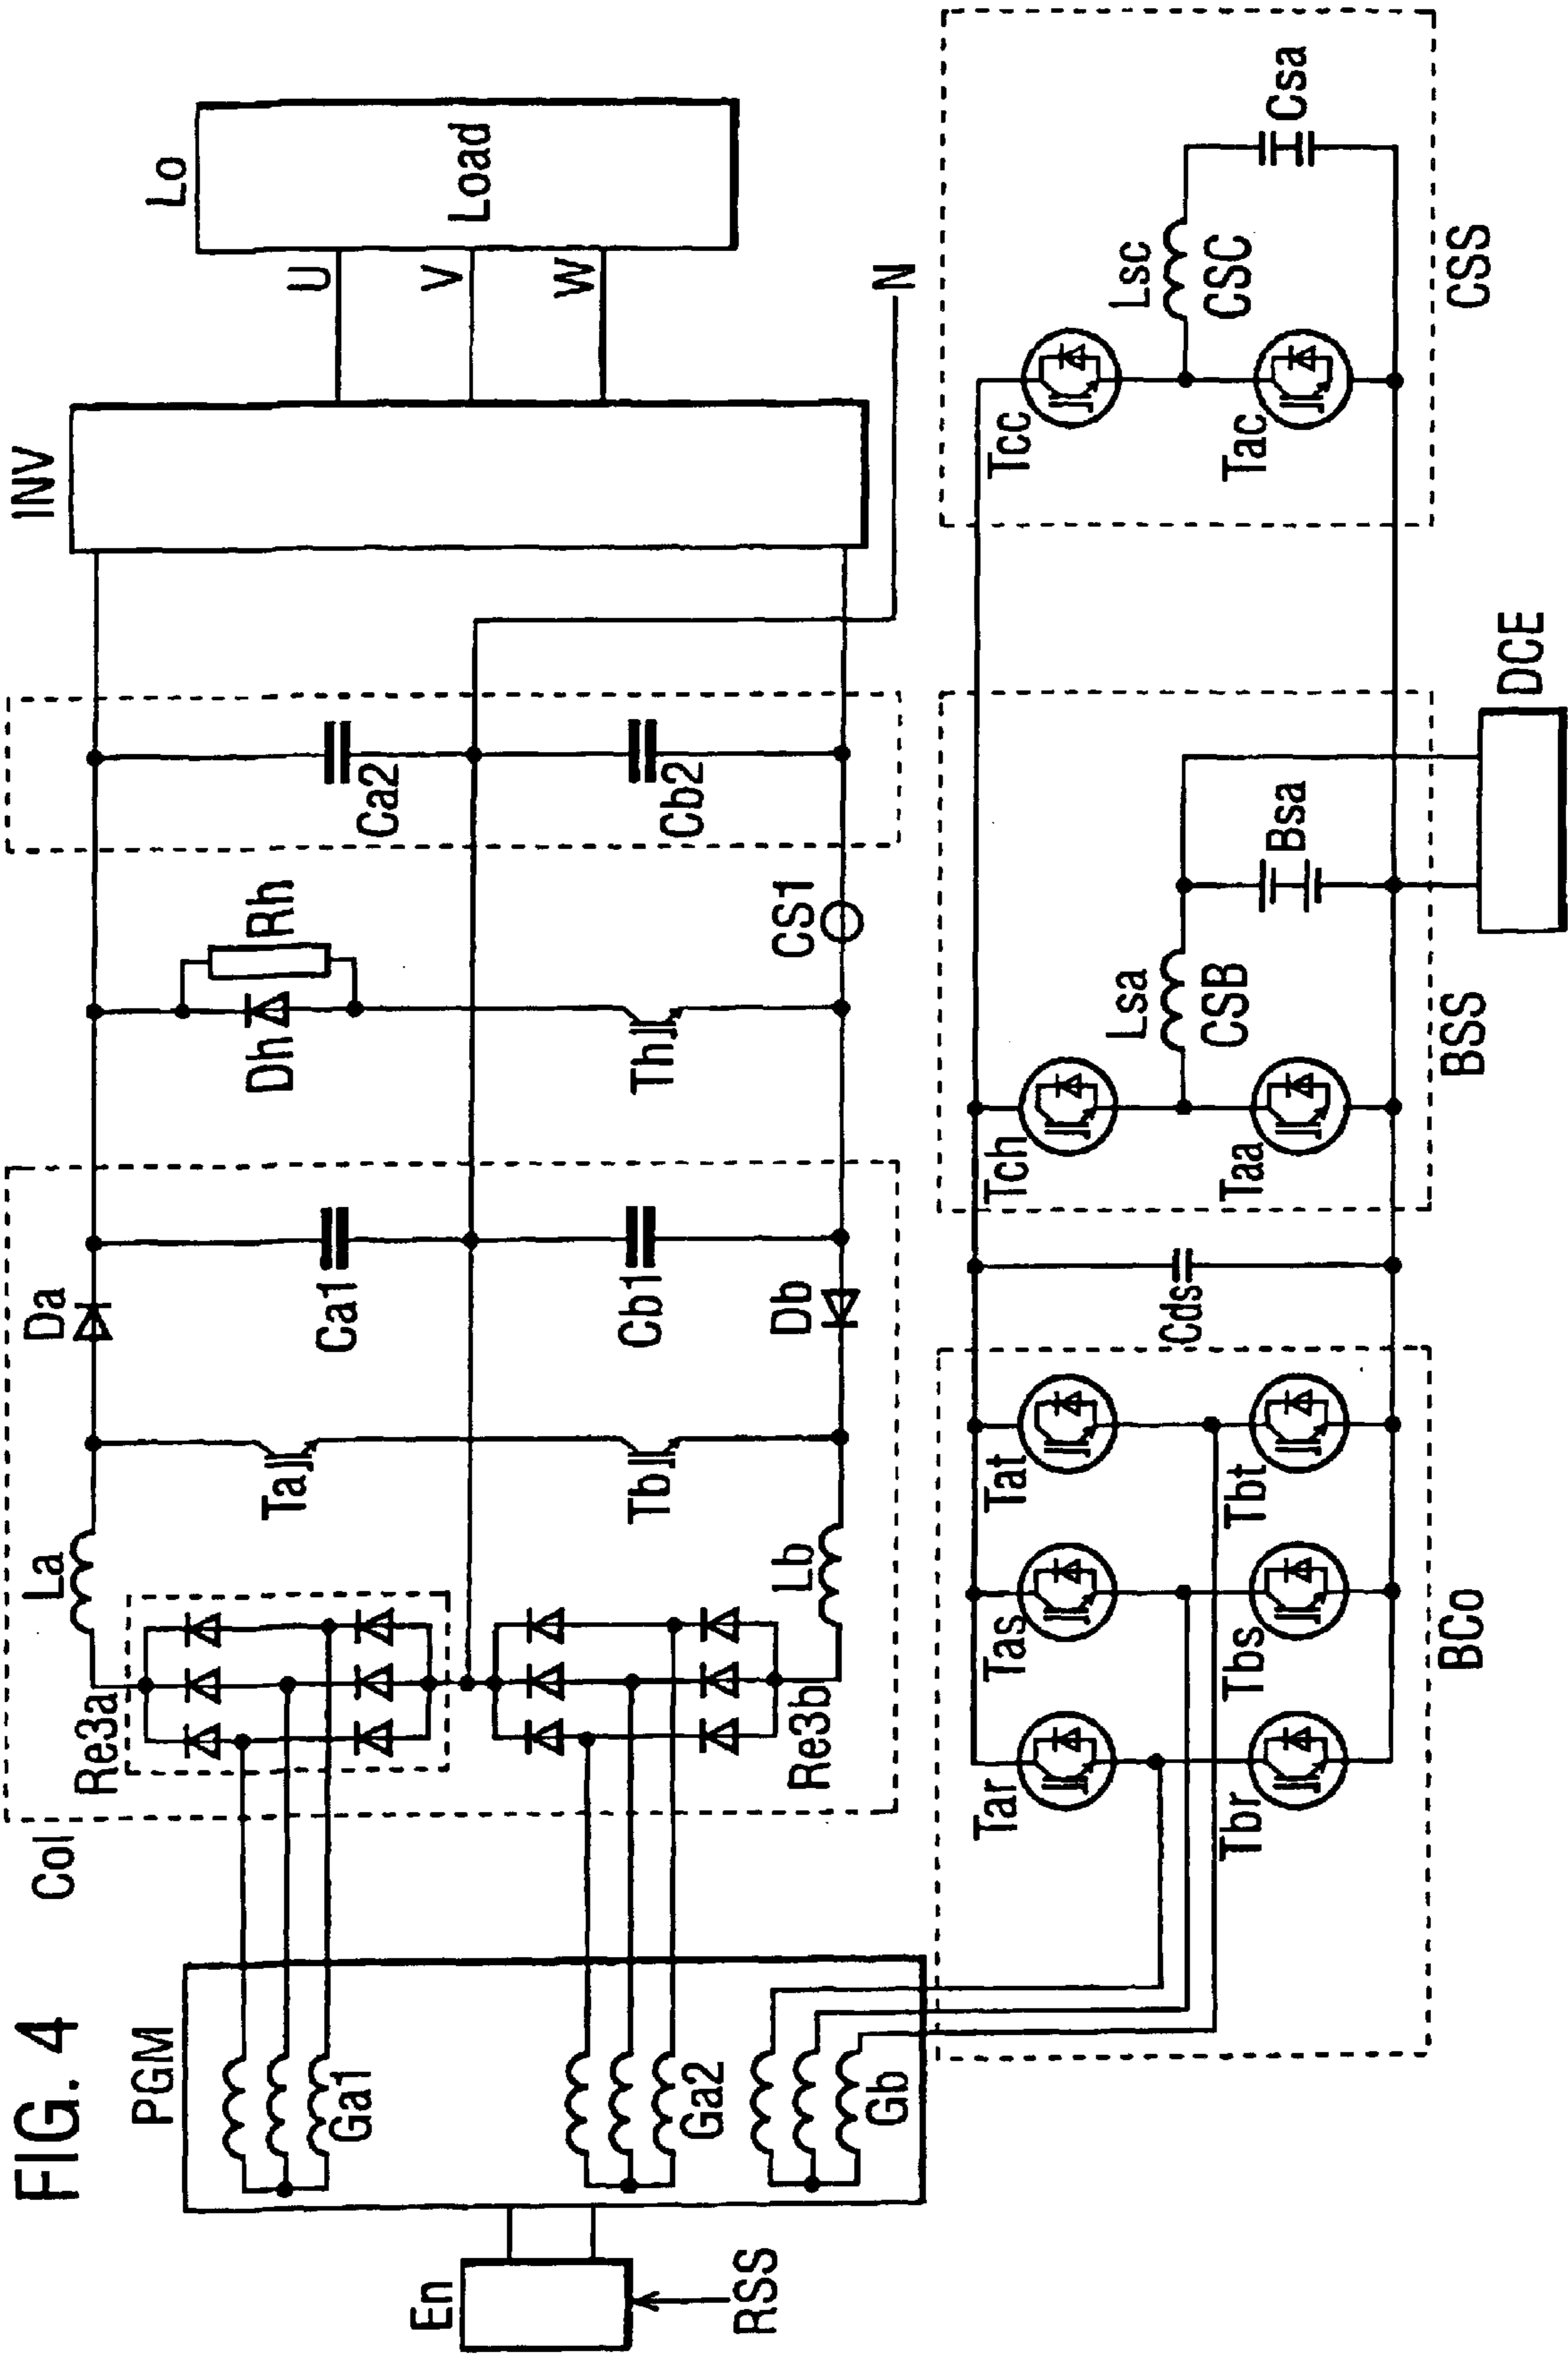 FIG. 4
En
RSS
PGM
Ga1
Ga2
Gb
Col
Re3a
Re3b
La
Lb
Ta
Tb
Da
Db
Ca1
Cb1
Dh
Rh
Th
CS1
Ca2
Cb2
INV
U
V
W
N
Lo
Load
Tar
Tas
Tat
Tbr
Tbs
Tbt
BCo
Cds
Tch
Taa
Lsa
CSB
Bsa
BSS
DCE
Tcc
Tac
Lsc
CSC
Csa
CSS